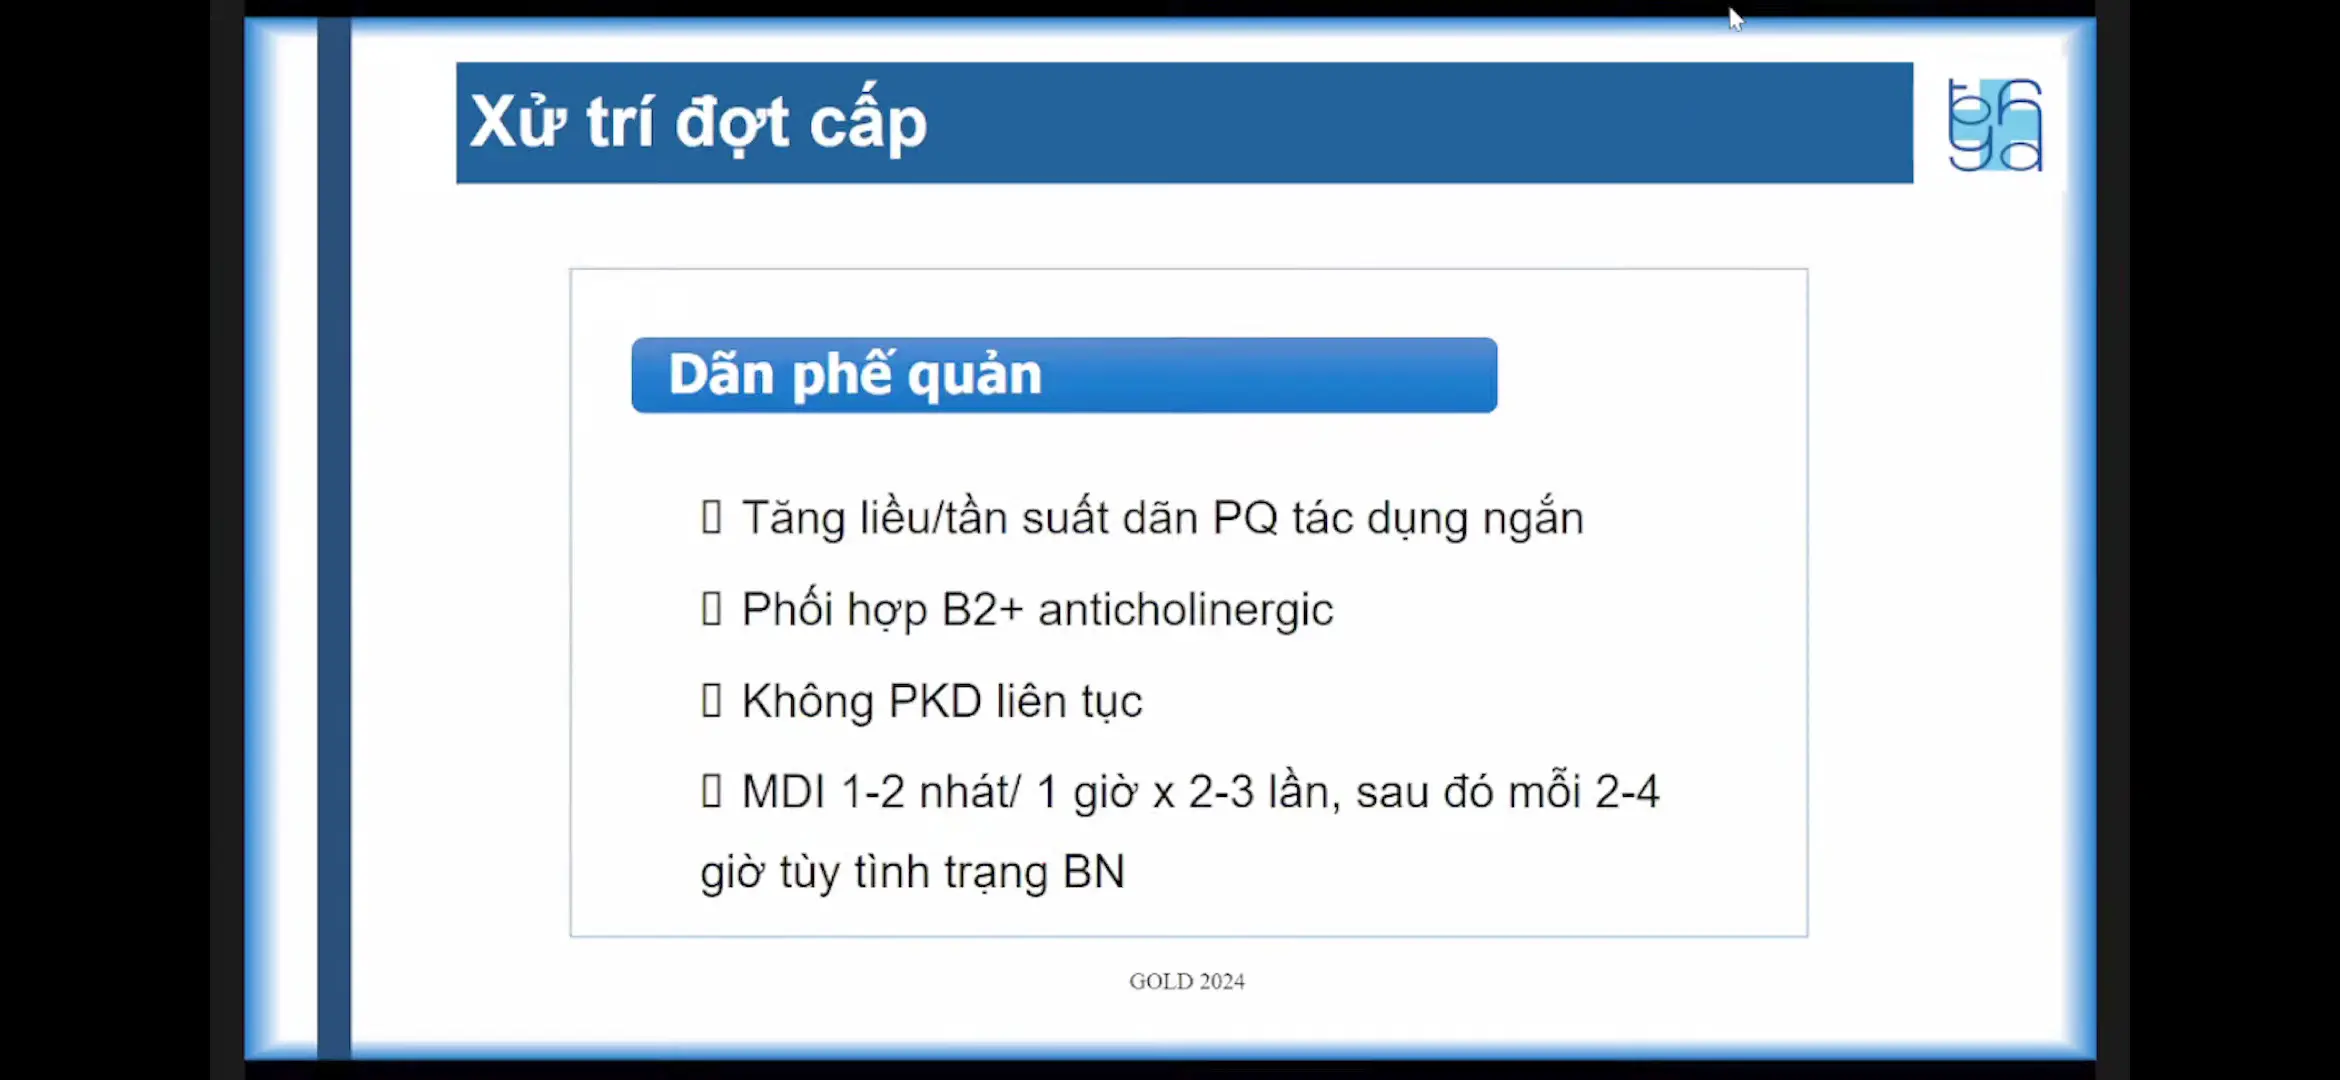 Xử trí đợt cấp
Dãn phế quản
Tăng liều/tần suất dãn PQ tác dụng ngắn
Phối hợp B2+ anticholinergic
Không PKD liên tục
MDI 1-2 nhát/ 1 giờ x 2-3 lần, sau đó mỗi 2-4
giờ tùy tình trạng BN
GOLD 2024